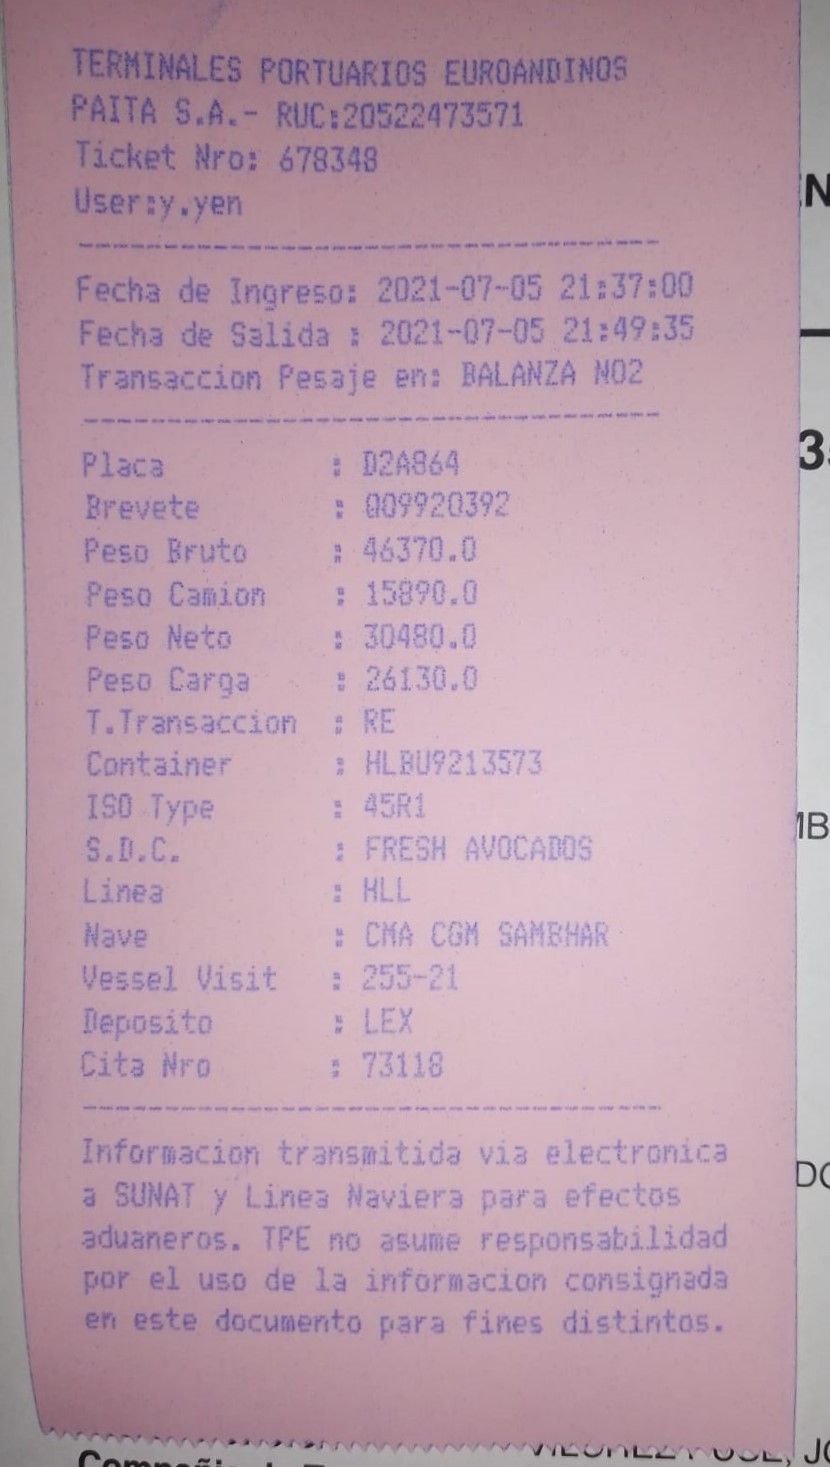 TERMINALES PORTUARIOS EUROANDINOS
PAITA S.A.- RUC:20522473571
Ticket Nro: 678348
User:y.yen
Fecha de Ingreso: 2021-07-05 21:37:00
Fecha de Salida : 2021-07-05 21:49:35
Transaccion Pesaje en: BALANZA NO2
Placa : D2A864
Brevete : Q09920392
Peso Bruto : 46370.0
Peso Camion : 15890.0
Peso Neto : 30480.0
Peso Carga : 26130.0
T.Transaccion : RE
Container : HLBU9213573
ISO Type : 45R1
S.D.C. : FRESH AVOCADOS
Linea : HLL
Nave : CMA CGM SAMBHAR
Vessel Visit : 255-21
Deposito : LEX
Cita Nro : 73118
Informacion transmitida via electronica
a SUNAT y Linea Naviera para efectos
aduaneros. TPE no asume responsabilidad
por el uso de la informacion consignada
en este documento para fines distintos.